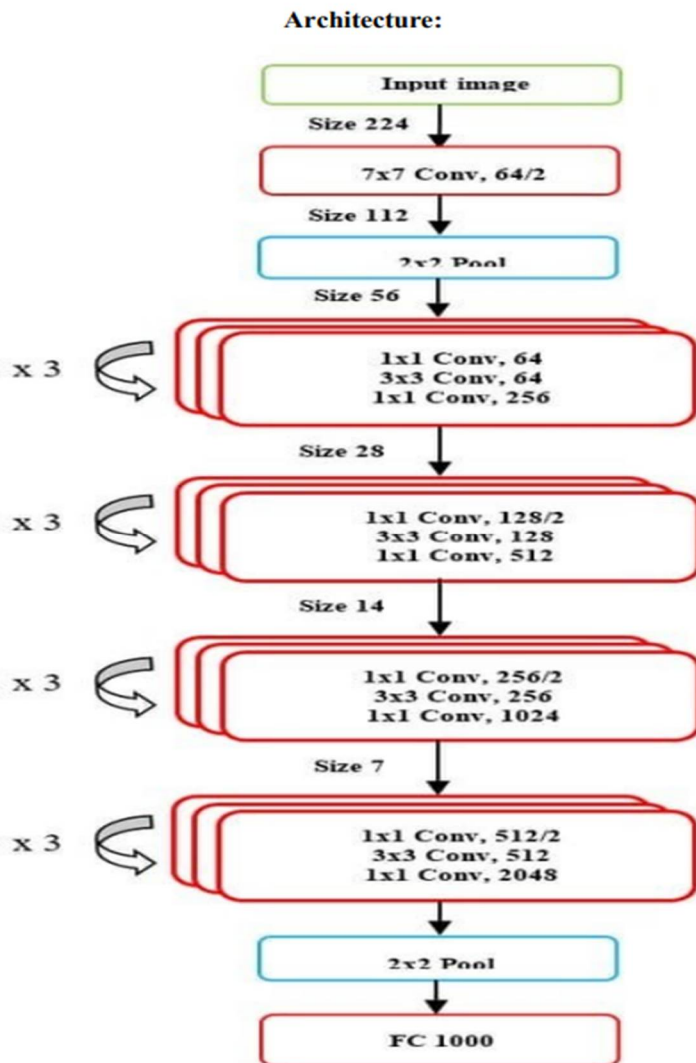 Architecture:
Input image
Size 224
7x7 Conv, 64/2
Size 112
2x2 Pool
Size 56
x 3
1x1 Conv, 64
3x3 Conv, 64
1x1 Conv, 256
Size 28
x 3
1x1 Conv, 128/2
3x3 Conv, 128
1x1 Conv, 512
Size 14
x 3
1x1 Conv, 256/2
3x3 Conv, 256
1x1 Conv, 1024
Size 7
x 3
1x1 Conv, 512/2
3x3 Conv, 512
1x1 Conv, 2048
2x2 Pool
FC 1000